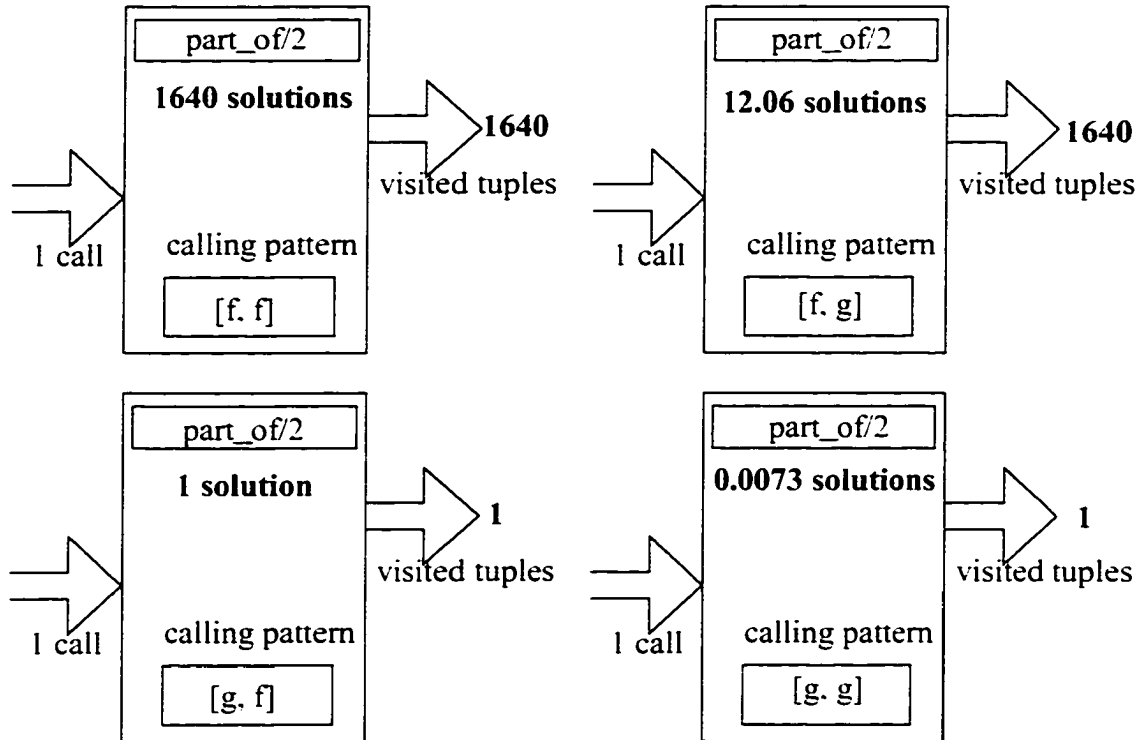 part_of/2
1640 solutions
1640
visited tuples
1 call
calling pattern
[f, f]
part_of/2
12.06 solutions
1640
visited tuples
1 call
calling pattern
[f, g]
part_of/2
1 solution
1
visited tuples
1 call
calling pattern
[g, f]
part_of/2
0.0073 solutions
1
visited tuples
1 call
calling pattern
[g, g]